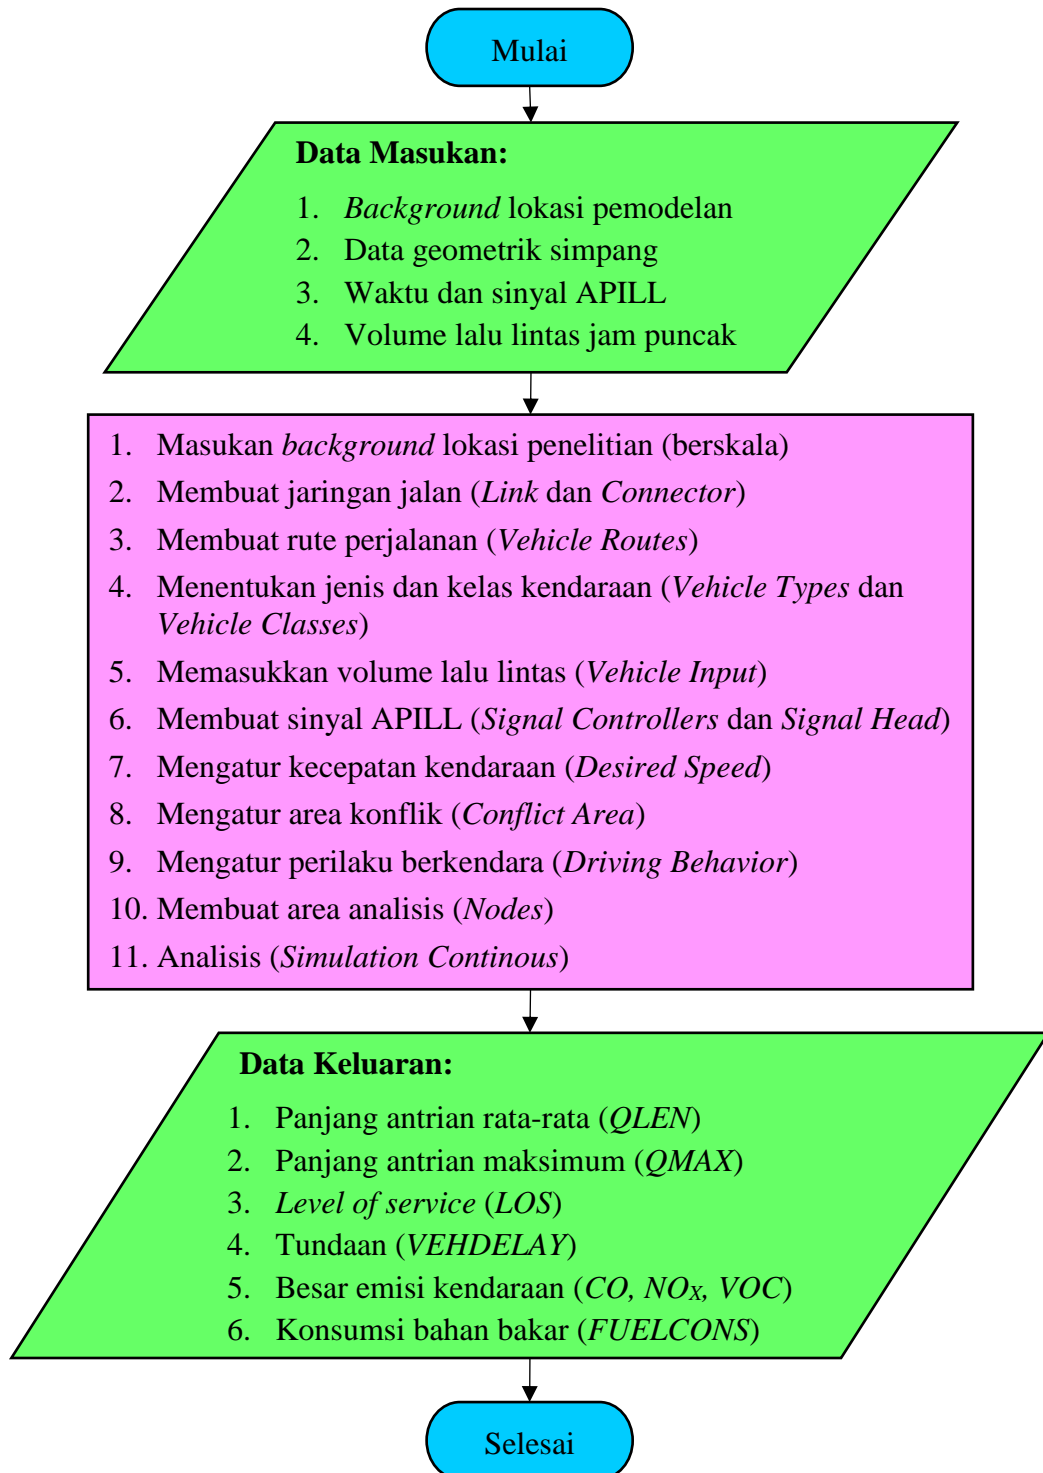 Mulai
Data Masukan:
1. Background lokasi pemodelan
2. Data geometrik simpang
3. Waktu dan sinyal APILL
4. Volume lalu lintas jam puncak
1. Masukan background lokasi penelitian (berskala)
2. Membuat jaringan jalan (Link dan Connector)
3. Membuat rute perjalanan (Vehicle Routes)
4. Menentukan jenis dan kelas kendaraan (Vehicle Types dan
Vehicle Classes)
5. Memasukkan volume lalu lintas (Vehicle Input)
6. Membuat sinyal APILL (Signal Controllers dan Signal Head)
7. Mengatur kecepatan kendaraan (Desired Speed)
8. Mengatur area konflik (Conflict Area)
9. Mengatur perilaku berkendara (Driving Behavior)
10. Membuat area analisis (Nodes)
11. Analisis (Simulation Continous)
Data Keluaran:
1. Panjang antrian rata-rata (QLEN)
2. Panjang antrian maksimum (QMAX)
3. Level of service (LOS)
4. Tundaan (VEHDELAY)
5. Besar emisi kendaraan (CO, NOX, VOC)
6. Konsumsi bahan bakar (FUELCONS)
Selesai